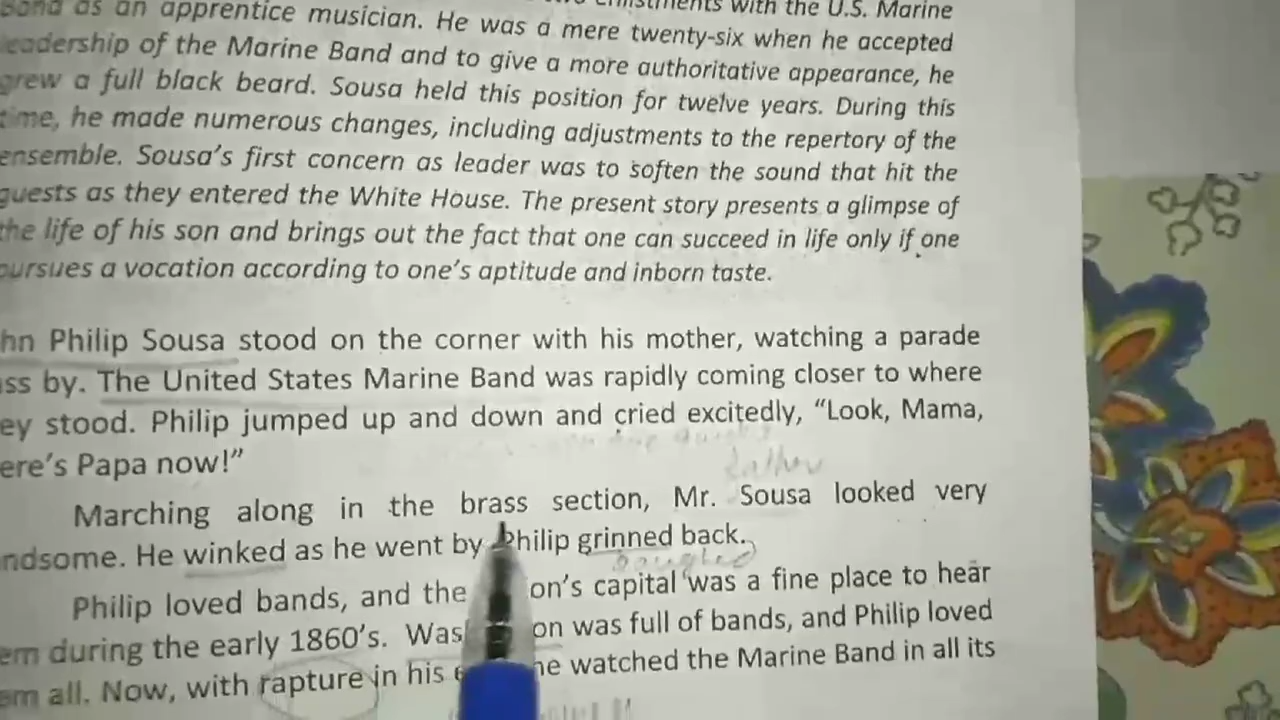 as an apprentice musician. He was a mere twenty-six when he accepted
enlistments with the U.S. Marine
leadership of the Marine Band and to give a more authoritative appearance, he
grew a full black beard. Sousa held this position for twelve years. During this
time, he made numerous changes, including adjustments to the repertory of the
ensemble. Sousa's first concern as leader was to soften the sound that hit the
guests as they entered the White House. The present story presents a glimpse of
the life of his son and brings out the fact that one can succeed in life only if one
pursues a vocation according to one's aptitude and inborn taste.
hn Philip Sousa stood on the corner with his mother, watching a parade
ss by. The United States Marine Band was rapidly coming closer to where
ey stood. Philip jumped up and down and cried excitedly, "Look, Mama,
ere's Papa now!"
father
Marching along in the brass section, Mr. Sousa looked very
ndsome. He winked as he went by Philip grinned back.
Philip loved bands, and the on's capital was a fine place to hear
em during the early 1860's. Was on was full of bands, and Philip loved
em all. Now, with rapture in his he watched the Marine Band in all its